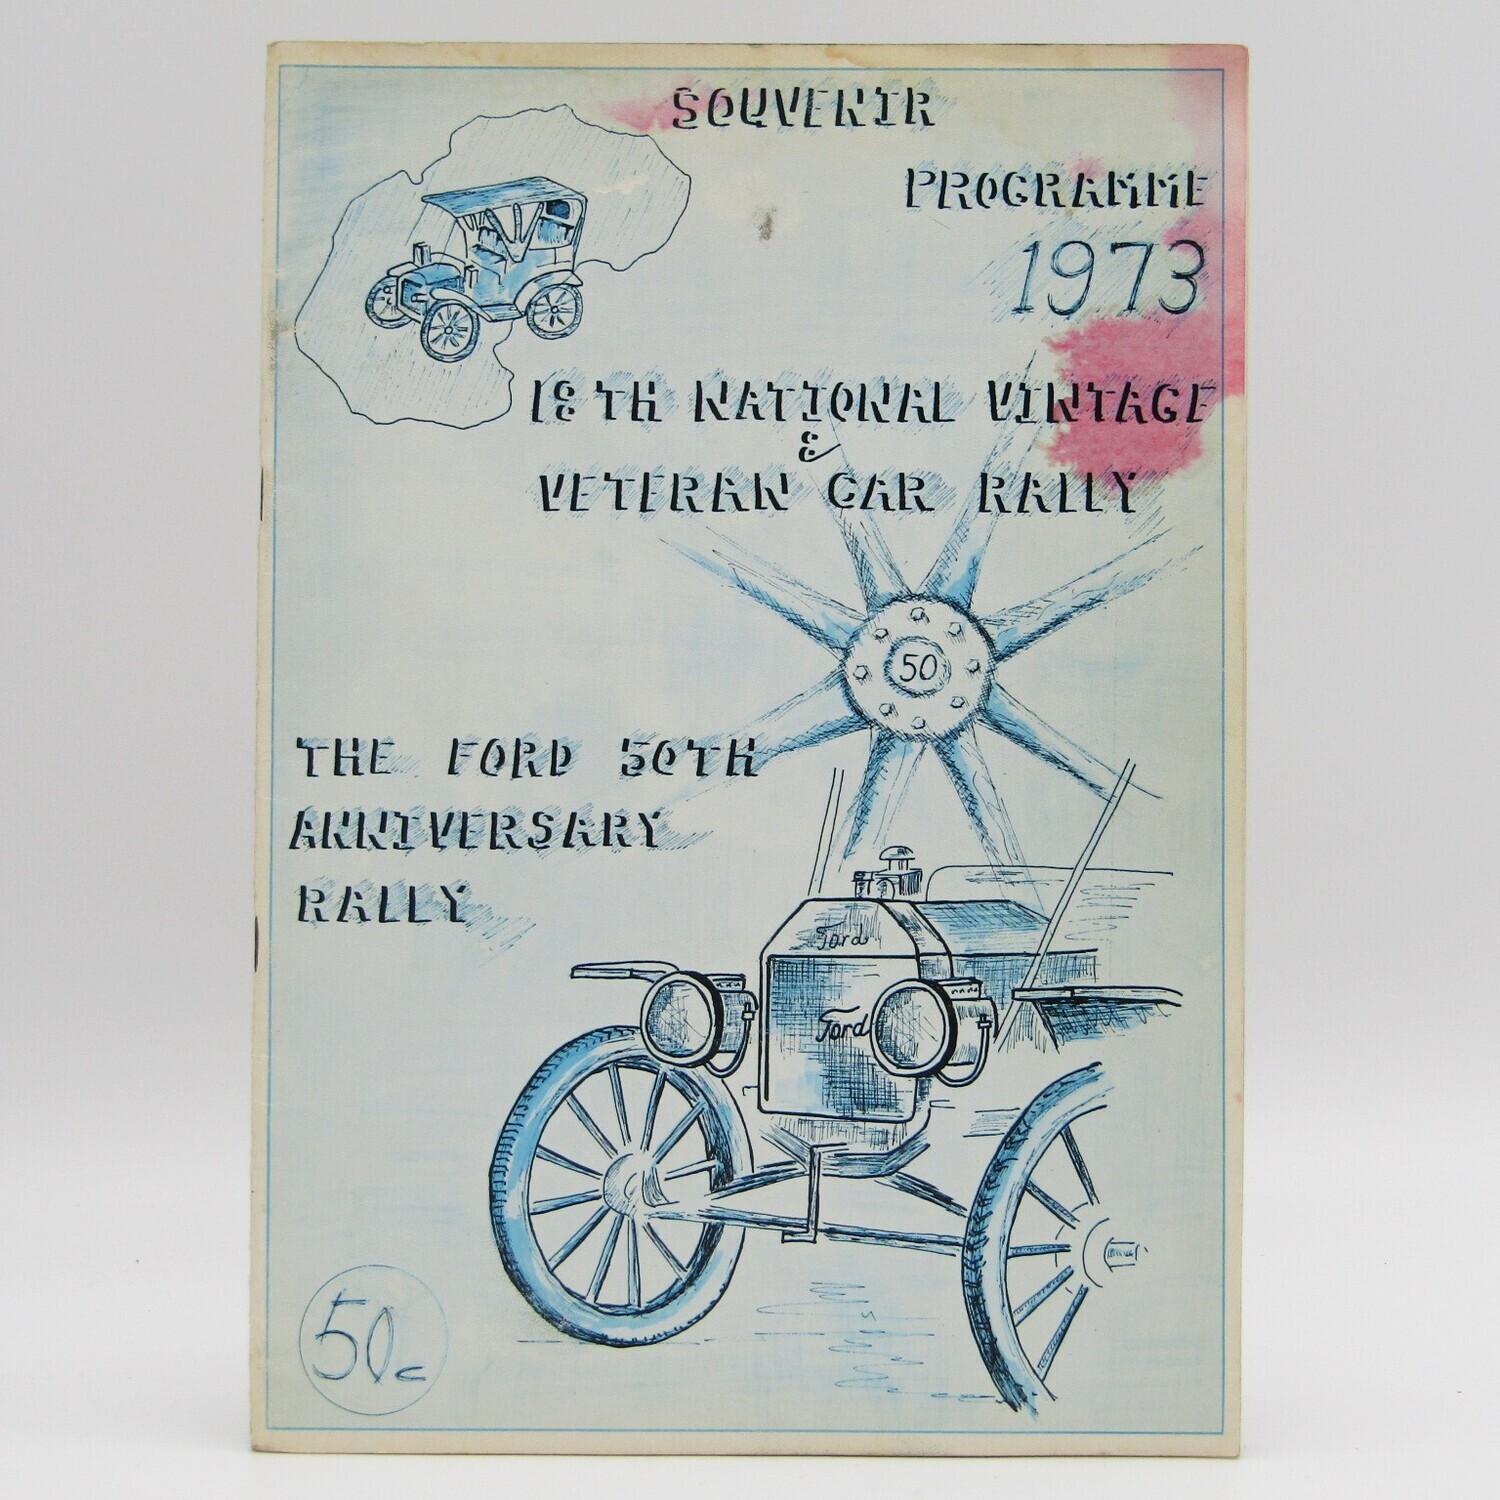 SOUVENIR
PROGRAMME
1973
18TH NATIONAL VINTAGE
&
VETERAN CAR RALLY
50
THE FORD 50TH
ANNIVERSARY
RALLY
Ford
Ford
50c